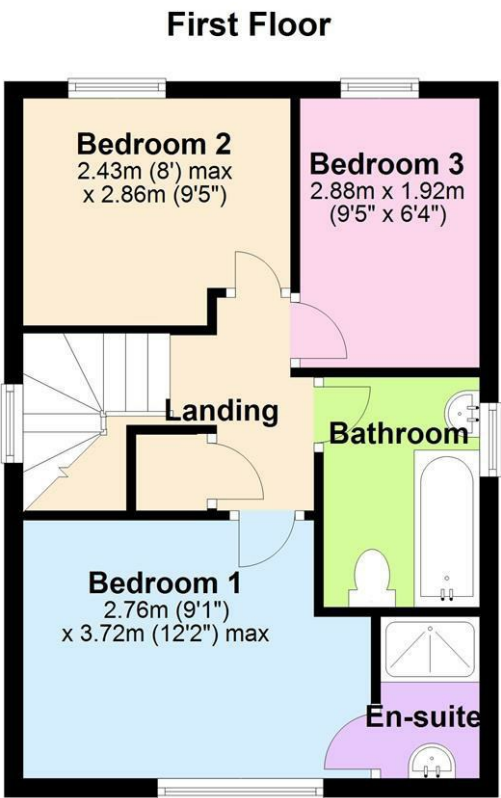 First Floor
Bedroom 2
2.43m (8') max
x 2.86m (9'5")
Bedroom 3
2.88m x 1.92m
(9'5" x 6'4")
Landing
Bathroom
Bedroom 1
2.76m (9'1")
x 3.72m (12'2") max
En-suite